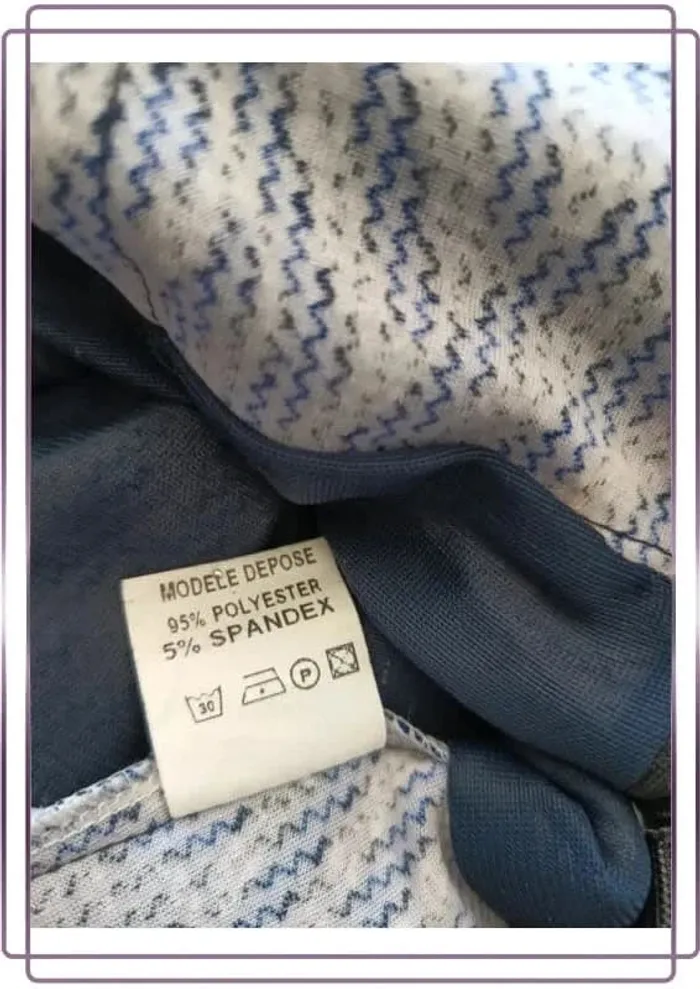 MODELE DEPOSE
95% POLYESTER
5% SPANDEX
30 P